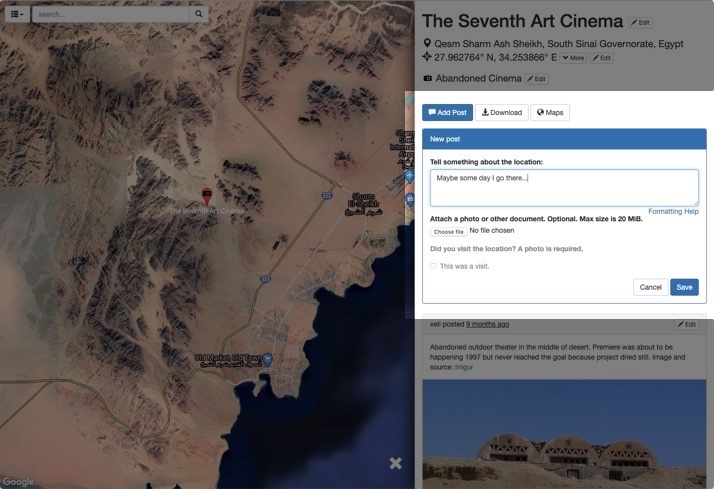 search...
The Seventh Art Cinema Edit
Qesm Sharm Ash Sheikh, South Sinai Governorate, Egypt
27.962764° N, 34.253866° E More Edit
Abandoned Cinema Edit
Add Post Download Maps
New post
Tell something about the location:
Maybe some day I go there...
Formatting Help
Attach a photo or other document. Optional. Max size is 20 MiB.
Choose file No file chosen
Did you visit the location? A photo is required.
This was a visit.
Cancel Save
xeli posted 9 months ago Edit
Abandoned outdoor theater in the middle of desert. Premiere was about to
happening 1997 but never reached the goal because project dried still. Image and
source: Imgur
The Seventh Art Cinema
Sharm
El-Sheikh
شرم الشيخ
Old Market, Old Town
Google